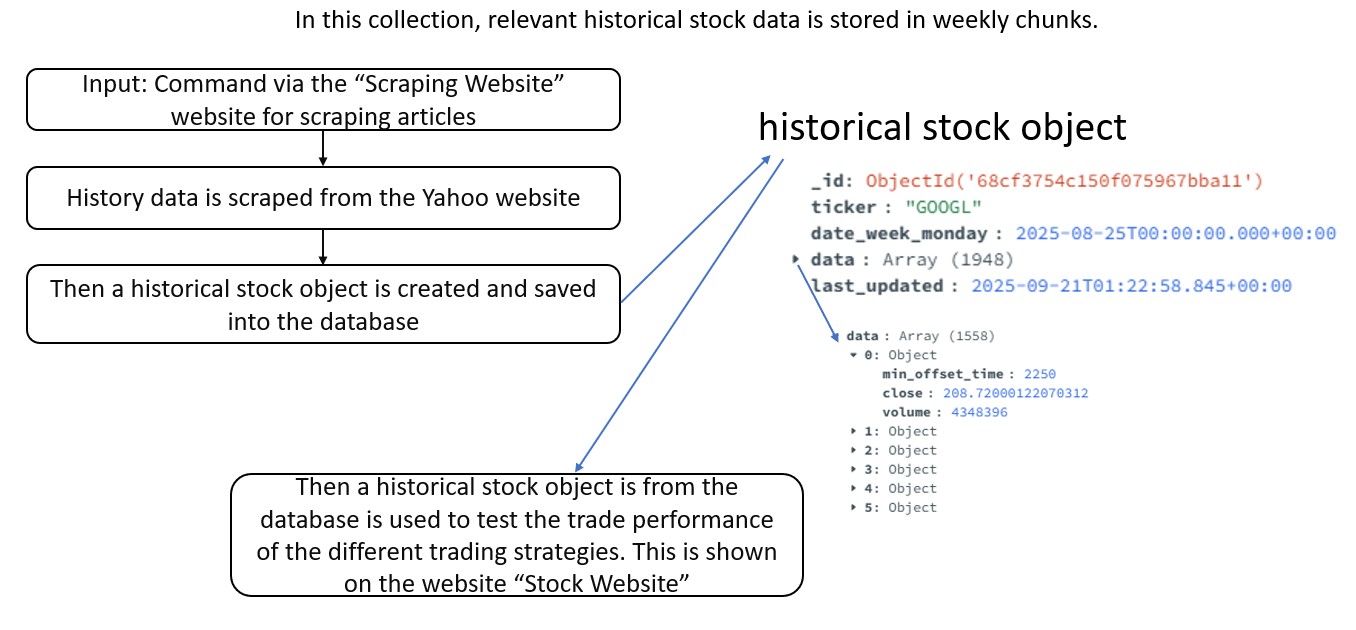 In this collection, relevant historical stock data is stored in weekly chunks.
Input: Command via the “Scraping Website”
website for scraping articles
History data is scraped from the Yahoo website
Then a historical stock object is created and saved
into the database
historical stock object
_id: ObjectId('68cf3754c150f075967bba11')
ticker : "GOOGL"
date_week_monday : 2025-08-25T00:00:00.000+00:00
data : Array (1948)
last_updated : 2025-09-21T01:22:58.845+00:00
data : Array (1558)
0: Object
min_offset_time : 2250
close : 208.72000122070312
volume : 4348396
1: Object
2: Object
3: Object
4: Object
5: Object
Then a historical stock object is from the
database is used to test the trade performance
of the different trading strategies. This is shown
on the website “Stock Website”